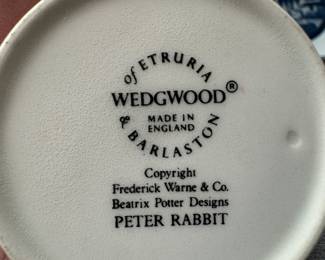 of ETRURIA
WEDGWOOD®
MADE IN
ENGLAND
& BARLASTON
Copyright
Frederick Warne & Co.
Beatrix Potter Designs
PETER RABBIT